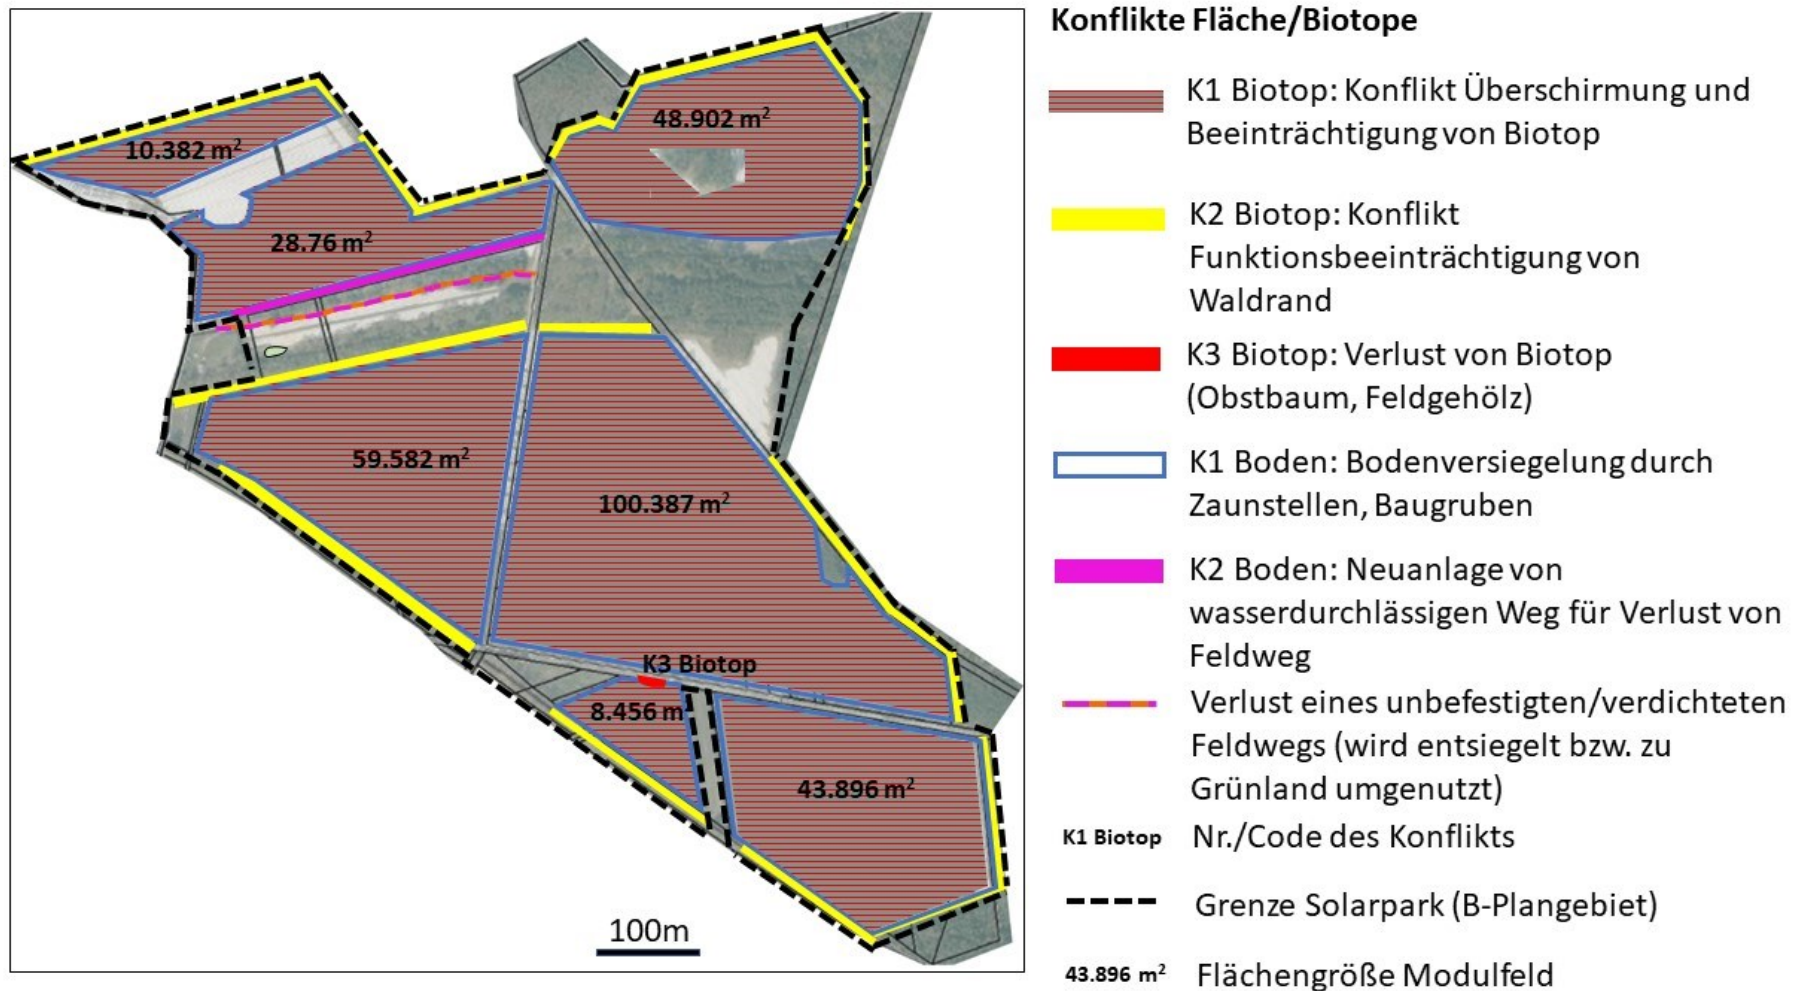 Konflikte Fläche/Biotope
K1 Biotop: Konflikt Überschirmung und
Beeinträchtigung von Biotop
K2 Biotop: Konflikt
Funktionsbeeinträchtigung von
Waldrand
K3 Biotop: Verlust von Biotop
(Obstbaum, Feldgehölz)
K1 Boden: Bodenversiegelung durch
Zaunstellen, Baugruben
K2 Boden: Neuanlage von
wasserdurchlässigen Weg für Verlust von
Feldweg
Verlust eines unbefestigten/verdichteten
Feldwegs (wird entsiegelt bzw. zu
Grünland umgenutzt)
K1 Biotop Nr./Code des Konflikts
Grenze Solarpark (B-Plangebiet)
43.896 m² Flächengröße Modulfeld
48.902 m²
10.382 m²
28.76 m²
59.582 m²
100.387 m²
K3 Biotop
8.456 m
43.896 m²
100m